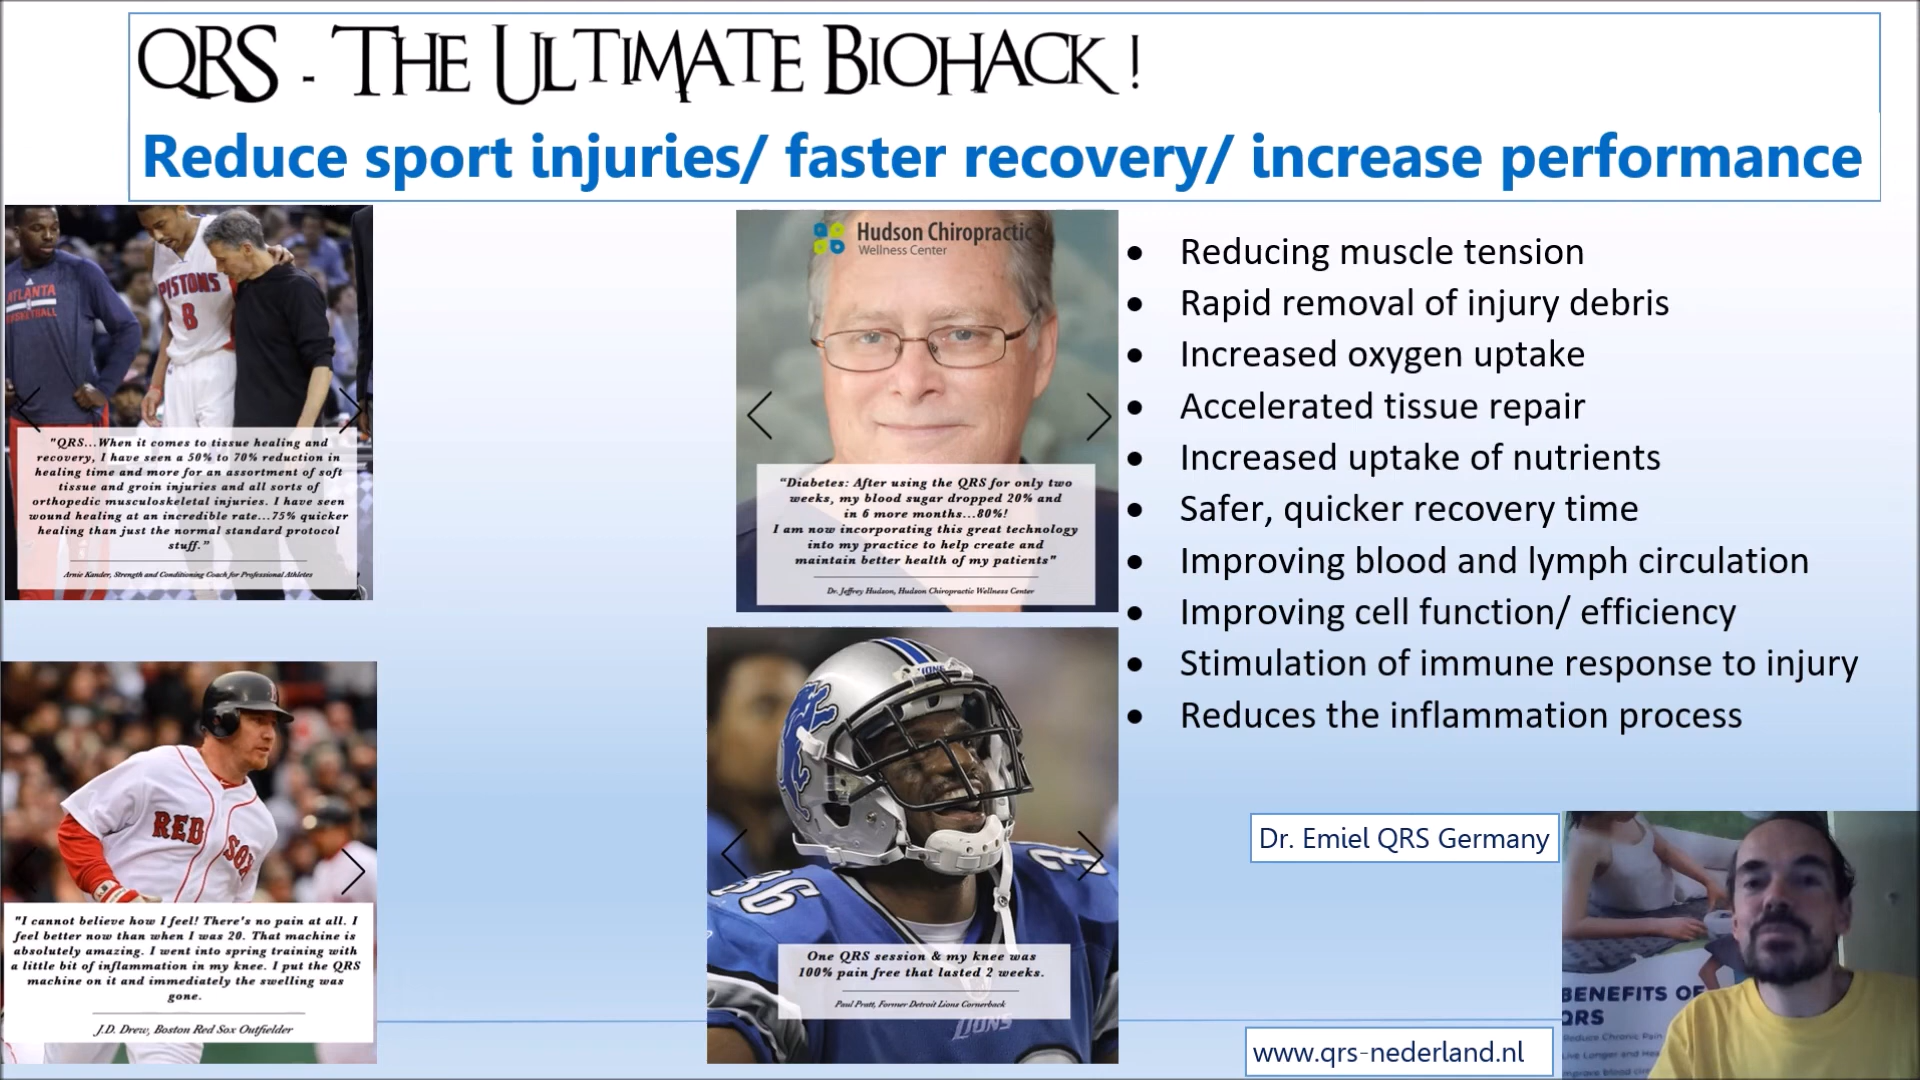 QRS - THE ULTIMATE BIOHACK !
Reduce sport injuries/ faster recovery/ increase performance
ATLANTA
BASKETBALL
PISTONS
8
"QRS...When it comes to tissue healing and
recovery, I have seen a 50% to 70% reduction in
healing time and more for an assortment of soft
tissue and groin injuries and all sorts of
orthopedic musculoskeletal injuries. I have seen
wound healing at an incredible rate...75% quicker
healing than just the normal standard protocol
stuff."
Arnie Kander, Strength and Conditioning Coach for Professional Athletes
RED SOX
"I cannot believe how I feel! There's no pain at all. I
feel better now than when I was 20. That machine is
absolutely amazing. I went into spring training with
a little bit of inflammation in my knee. I put the QRS
machine on it and immediately the swelling was
gone.
J.D. Drew, Boston Red Sox Outfielder
Hudson Chiropractic
Wellness Center
"Diabetes: After using the QRS for only two
weeks, my blood sugar dropped 20% and
in 6 more months...80%!
I am now incorporating this great technology
into my practice to help create and
maintain better health of my patients"
Dr. Jeffrey Hudson, Hudson Chiropractic Wellness Center
LIONS
36
One QRS session & my knee was
100% pain free that lasted 2 weeks.
Paul Pratt, Former Detroit Lions Cornerback
LIONS
• Reducing muscle tension
• Rapid removal of injury debris
• Increased oxygen uptake
• Accelerated tissue repair
• Increased uptake of nutrients
• Safer, quicker recovery time
• Improving blood and lymph circulation
• Improving cell function/ efficiency
• Stimulation of immune response to injury
• Reduces the inflammation process
Dr. Emiel QRS Germany
BENEFITS OF
QRS
Reduce Chronic Pain
Live Longer and
Improve blood
www.qrs-nederland.nl